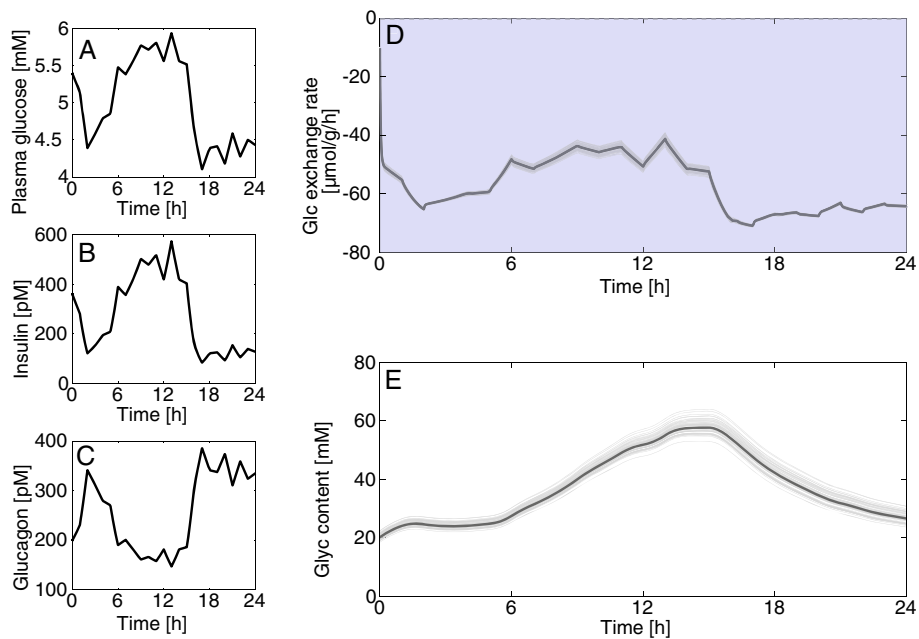 A
Plasma glucose [mM]
6
5.5
5
4.5
4
0 6 12 18 24
Time [h]
B
Insulin [pM]
600
400
200
0
0 6 12 18 24
Time [h]
C
Glucagon [pM]
400
300
200
100
0 6 12 18 24
Time [h]
D
Glc exchange rate
[µmol/g/h]
0
-20
-40
-60
-80
0 6 12 18 24
Time [h]
E
Glyc content [mM]
80
60
40
20
0
0 6 12 18 24
Time [h]